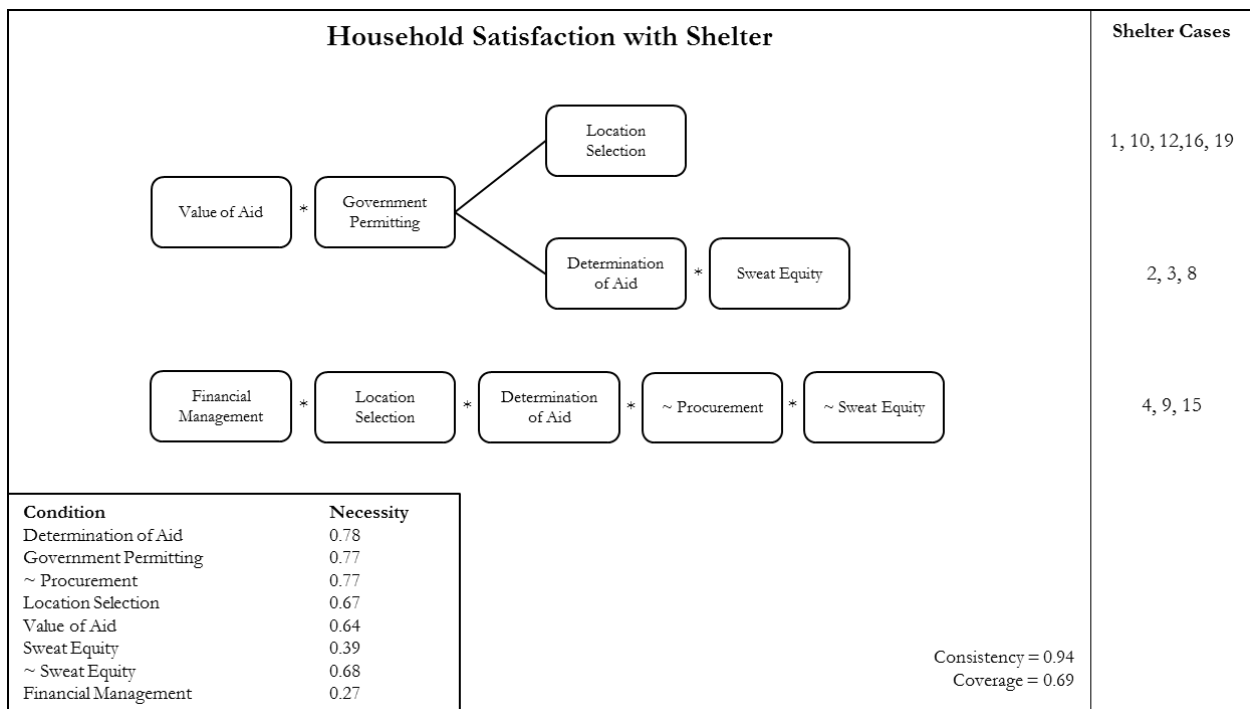 Household Satisfaction with Shelter
Shelter Cases
Location
Selection
1, 10, 12,16, 19
Value of Aid
*
Government
Permitting
Determination
of Aid
*
Sweat Equity
2, 3, 8
Financial
Management
*
Location
Selection
*
Determination
of Aid
*
~ Procurement
*
~ Sweat Equity
4, 9, 15
Condition Necessity
Determination of Aid 0.78
Government Permitting 0.77
~ Procurement 0.77
Location Selection 0.67
Value of Aid 0.64
Sweat Equity 0.39
~ Sweat Equity 0.68
Financial Management 0.27
Consistency = 0.94
Coverage = 0.69